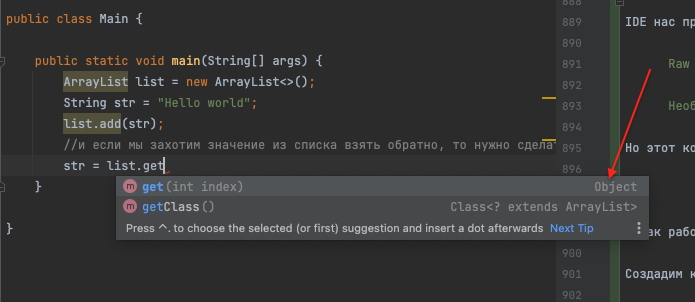 public class Main {
public static void main(String[] args) {
ArrayList list = new ArrayList<>();
String str = "Hello world";
list.add(str);
//и если мы захотим значение из списка взять обратно, то нужно сдела
str = list.get
get(int index) Object
getClass() Class<? extends ArrayList>
Press ^. to choose the selected (or first) suggestion and insert a dot afterwards Next Tip
}
}
888
889 IDE нас пр
890
891 Raw
892
893 Необ
894
895 Но этот ко
896
900 ак рабо
901 Создадим к
902